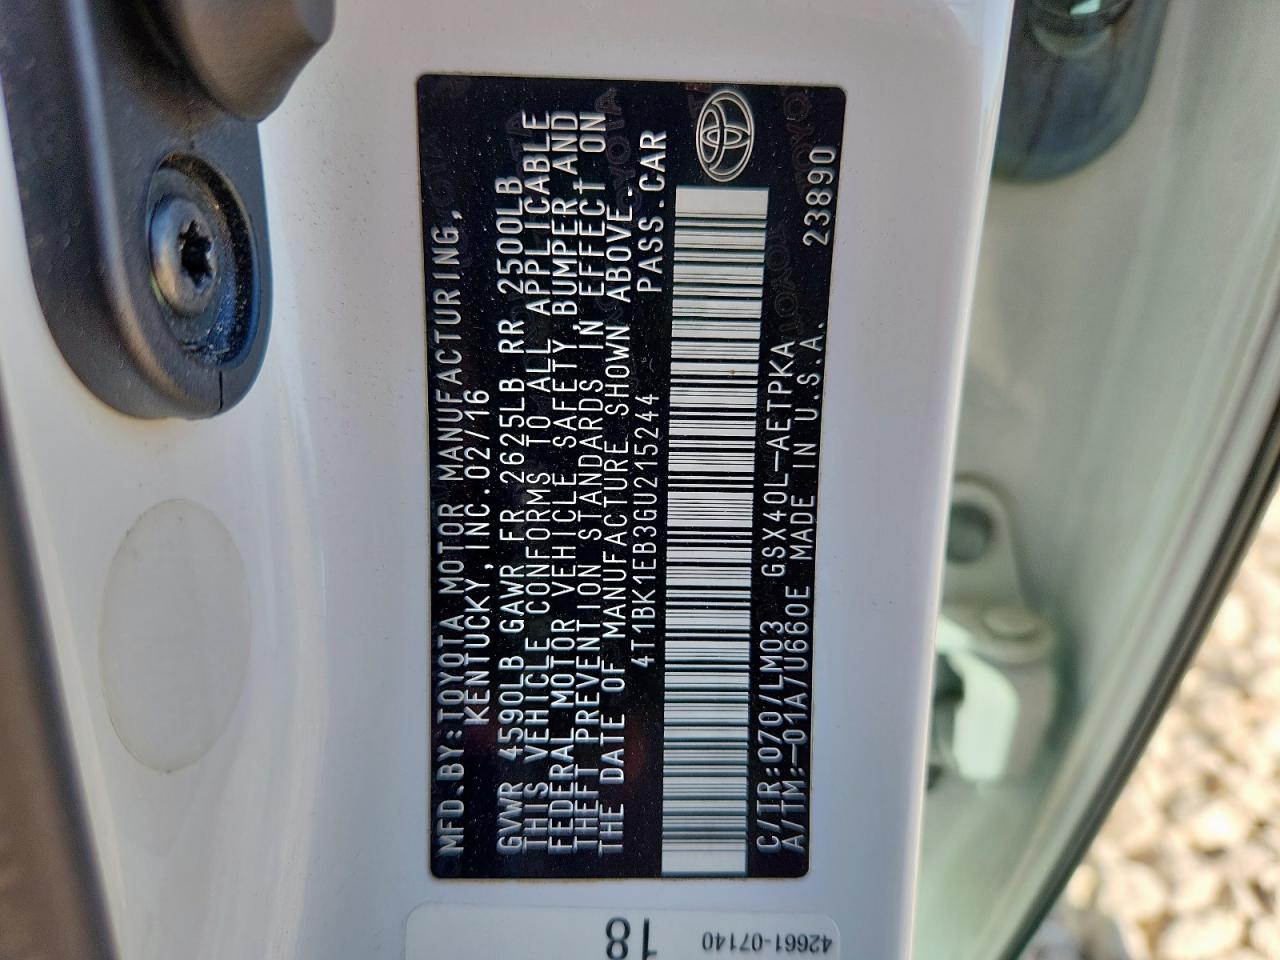 MFD.BY:TOYOTA MOTOR MANUFACTURING,
KENTUCKY,INC.02/16
GVWR 4590LB GAWR FR 2625LB RR 2500LB
THIS VEHICLE CONFORMS TO ALL APPLICABLE
FEDERAL MOTOR VEHICLE SAFETY,BUMPER,AND
THEFT PREVENTION STANDARDS IN EFFECT ON
THE DATE OF MANUFACTURE SHOWN ABOVE.
4T1BK1EB3GU215244 PASS.CAR
C/TR:070/LM03 GSX40L-AETPKA
A/TM:-01A/U660E MADE IN U.S.A. 23890
18
42661-07140